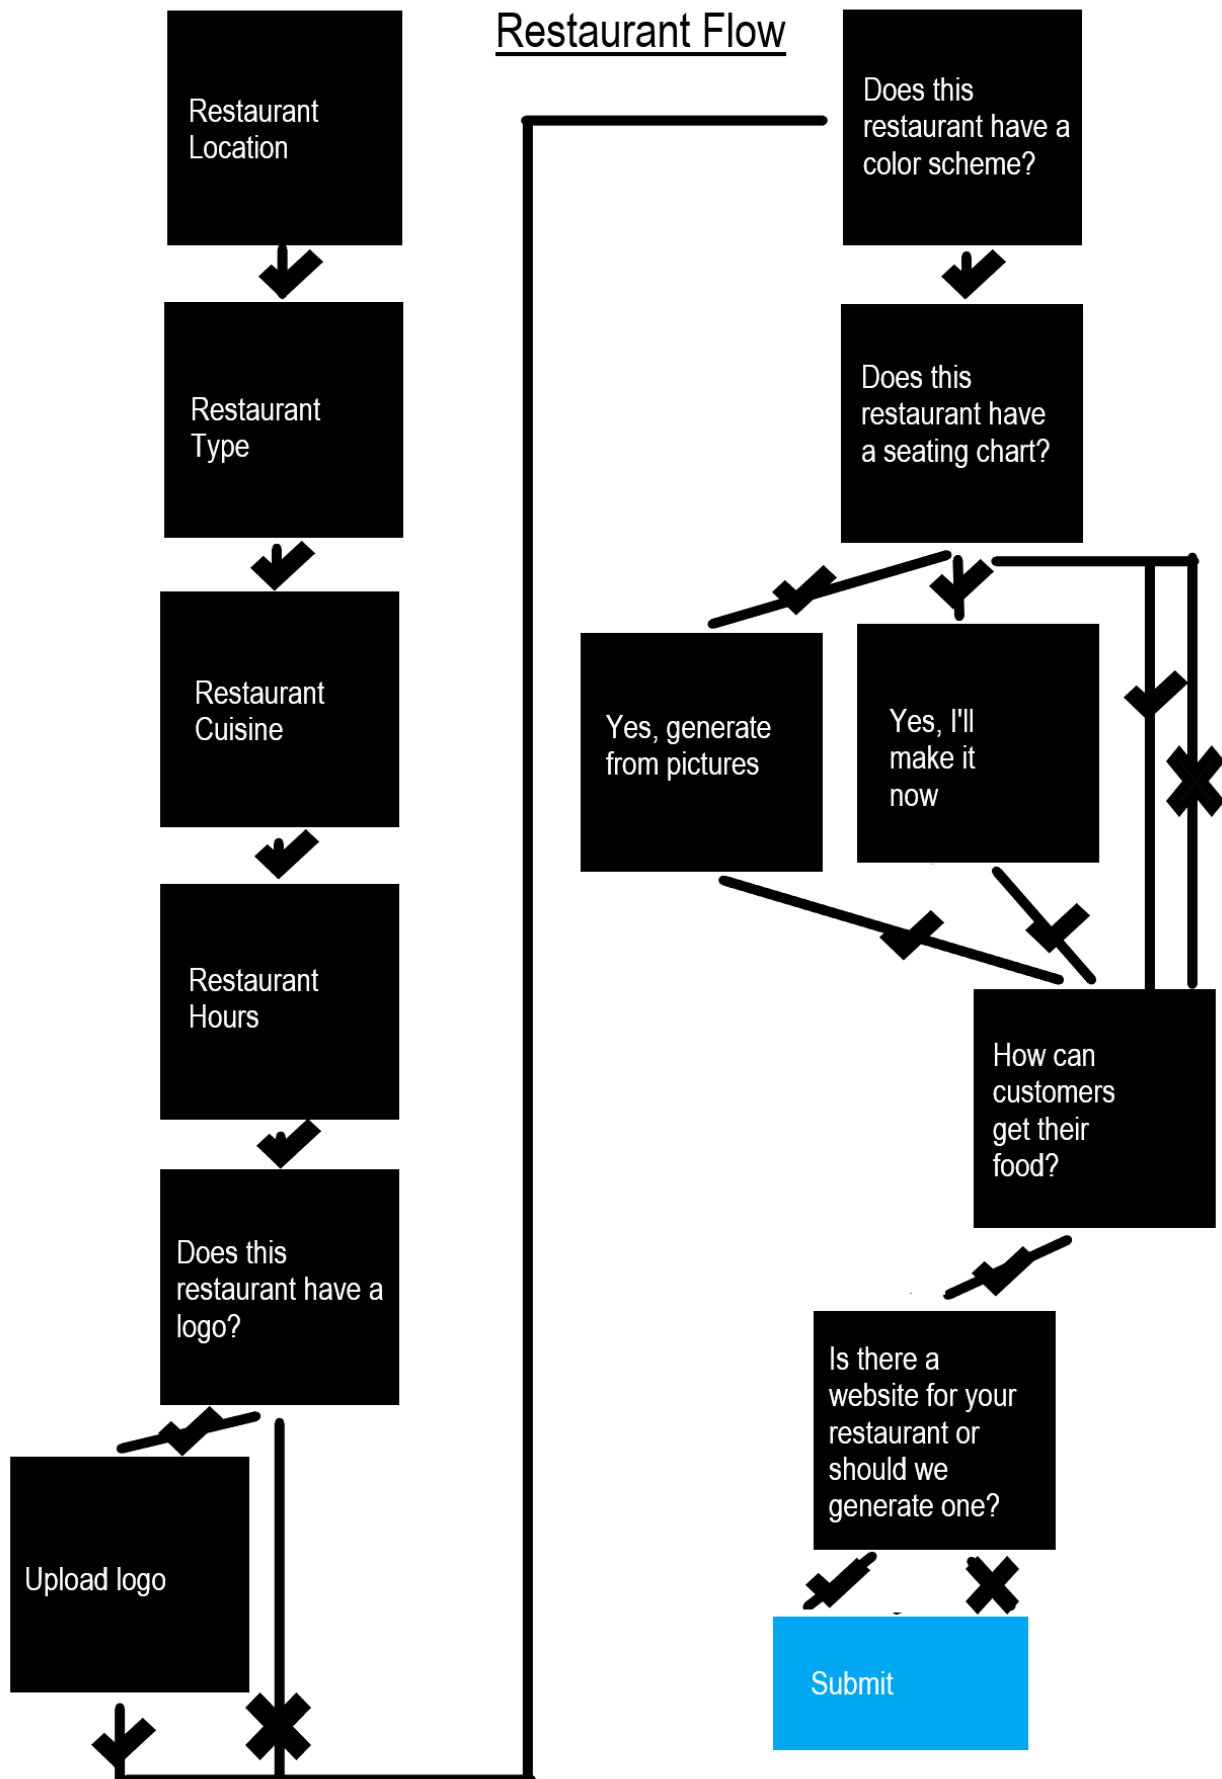 Restaurant Flow
Restaurant
Location
Restaurant
Type
Restaurant
Cuisine
Restaurant
Hours
Does this
restaurant have a
logo?
Upload logo
Does this
restaurant have a
color scheme?
Does this
restaurant have
a seating chart?
Yes, generate
from pictures
Yes, I'll
make it
now
How can
customers
get their
food?
Is there a
website for your
restaurant or
should we
generate one?
Submit